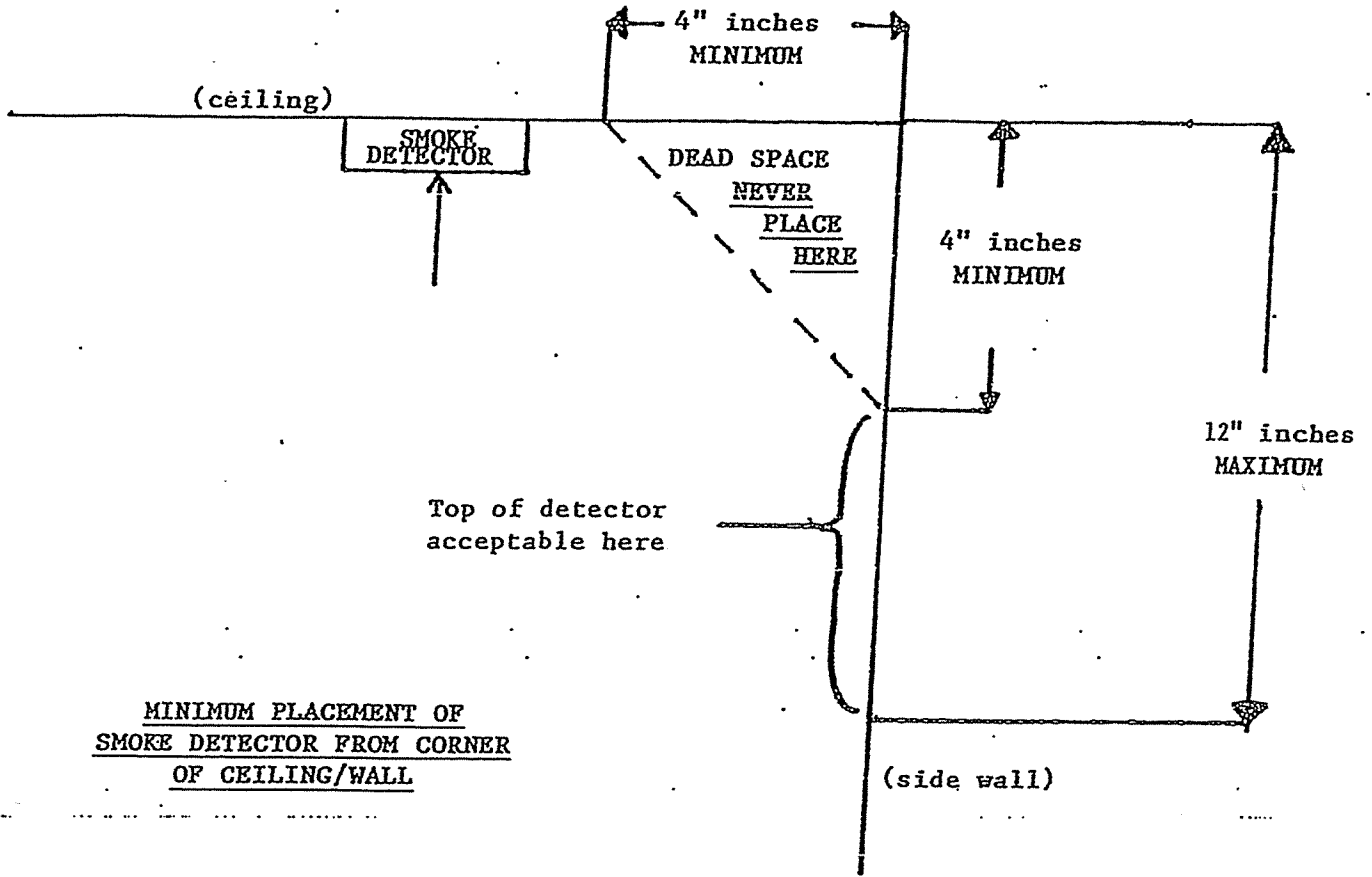 4" inches
MINIMUM
(ceiling)
SMOKE
DETECTOR
DEAD SPACE
NEVER
PLACE
HERE
4" inches
MINIMUM
12" inches
MAXIMUM
Top of detector
acceptable here
MINIMUM PLACEMENT OF
SMOKE DETECTOR FROM CORNER
OF CEILING/WALL
(side wall)